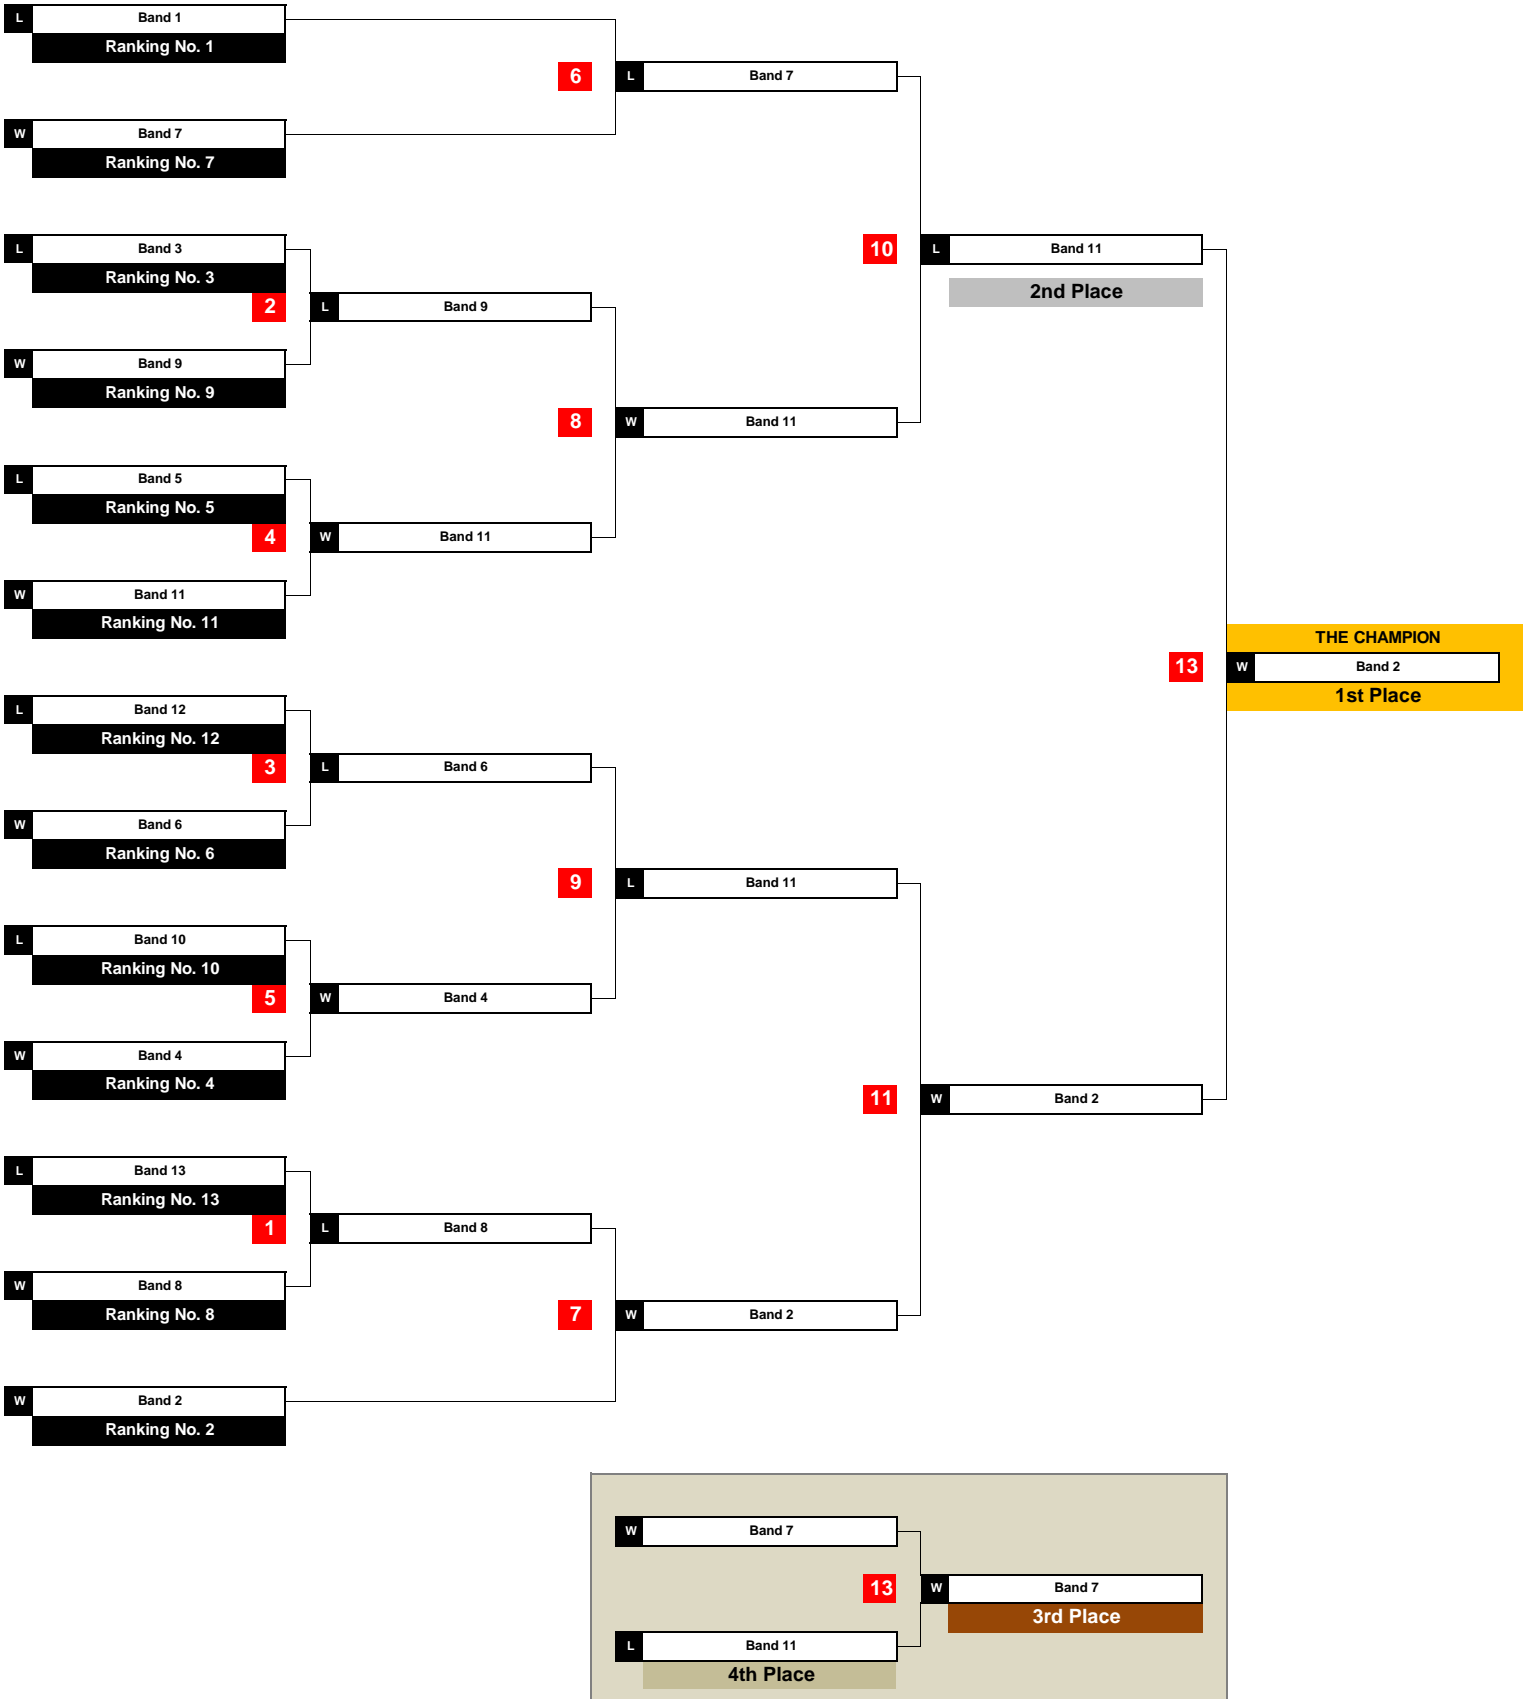 L Band 1
Ranking No. 1
6 L Band 7
W Band 7
Ranking No. 7
L Band 3
Ranking No. 3
10 L Band 11
2nd Place
2 L Band 9
W Band 9
Ranking No. 9
8 W Band 11
L Band 5
Ranking No. 5
4 W Band 11
W Band 11
Ranking No. 11
THE CHAMPION
13 W Band 2
1st Place
L Band 12
Ranking No. 12
3 L Band 6
W Band 6
Ranking No. 6
9 L Band 11
L Band 10
Ranking No. 10
5 W Band 4
W Band 4
Ranking No. 4
11 W Band 2
L Band 13
Ranking No. 13
1 L Band 8
W Band 8
Ranking No. 8
7 W Band 2
W Band 2
Ranking No. 2
W Band 7
13 W Band 7
3rd Place
L Band 11
4th Place